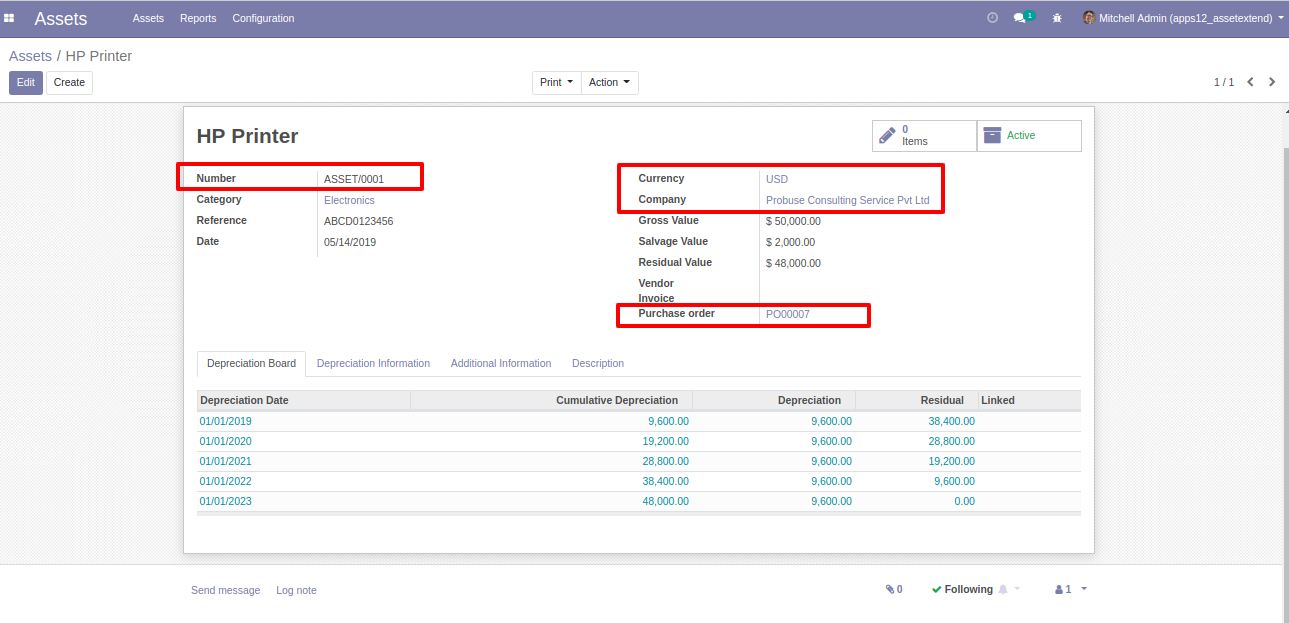 Assets Assets Reports Configuration 1 Mitchell Admin (apps12_assetextend)
Assets / HP Printer
Edit Create Print Action 1 / 1
HP Printer
0
Items
Active
Number ASSET/0001
Category Electronics
Reference ABCD0123456
Date 05/14/2019
Currency USD
Company Probuse Consulting Service Pvt Ltd
Gross Value $ 50,000.00
Salvage Value $ 2,000.00
Residual Value $ 48,000.00
Vendor
Invoice
Purchase order PO00007
Depreciation Board Depreciation Information Additional Information Description
Depreciation Date Cumulative Depreciation Depreciation Residual Linked
01/01/2019 9,600.00 9,600.00 38,400.00
01/01/2020 19,200.00 9,600.00 28,800.00
01/01/2021 28,800.00 9,600.00 19,200.00
01/01/2022 38,400.00 9,600.00 9,600.00
01/01/2023 48,000.00 9,600.00 0.00
Send message Log note 0 Following 1